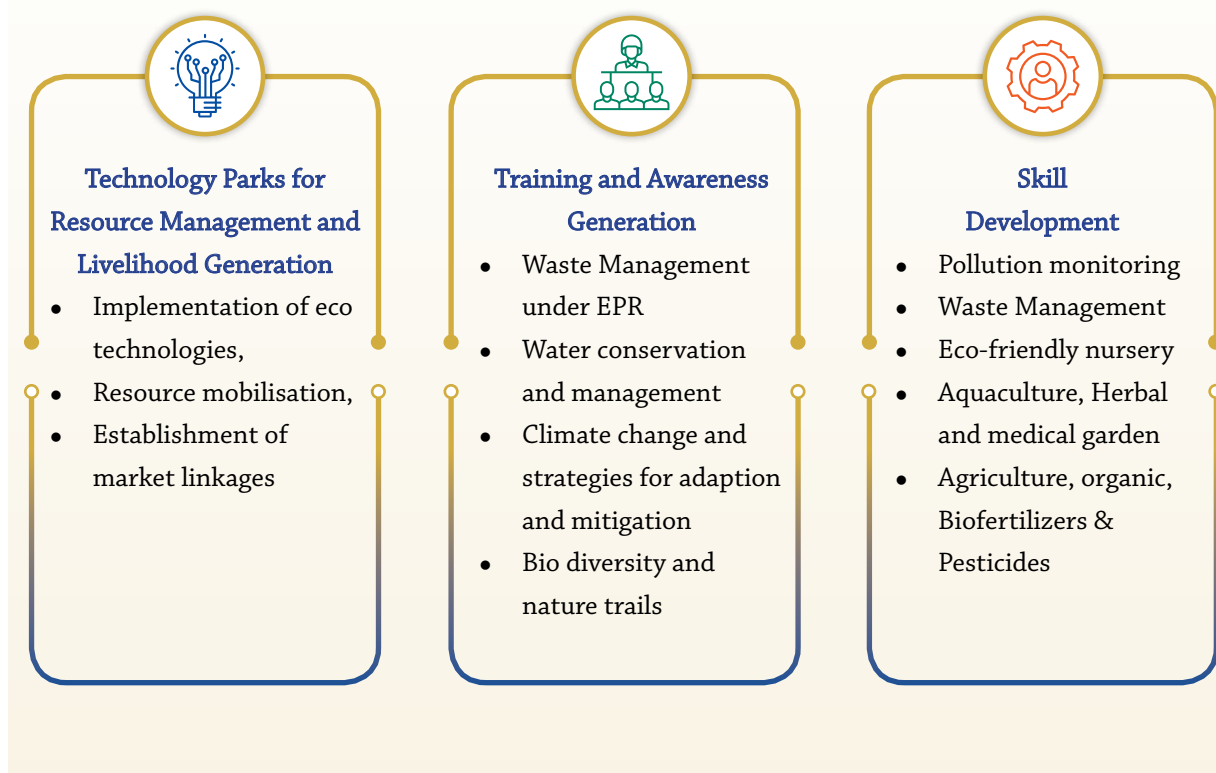 Technology Parks for
Resource Management and
Livelihood Generation
• Implementation of eco
technologies,
• Resource mobilisation,
• Establishment of
market linkages
Training and Awareness
Generation
• Waste Management
under EPR
• Water conservation
and management
• Climate change and
strategies for adaption
and mitigation
• Bio diversity and
nature trails
Skill
Development
• Pollution monitoring
• Waste Management
• Eco-friendly nursery
• Aquaculture, Herbal
and medical garden
• Agriculture, organic,
Biofertilizers &
Pesticides